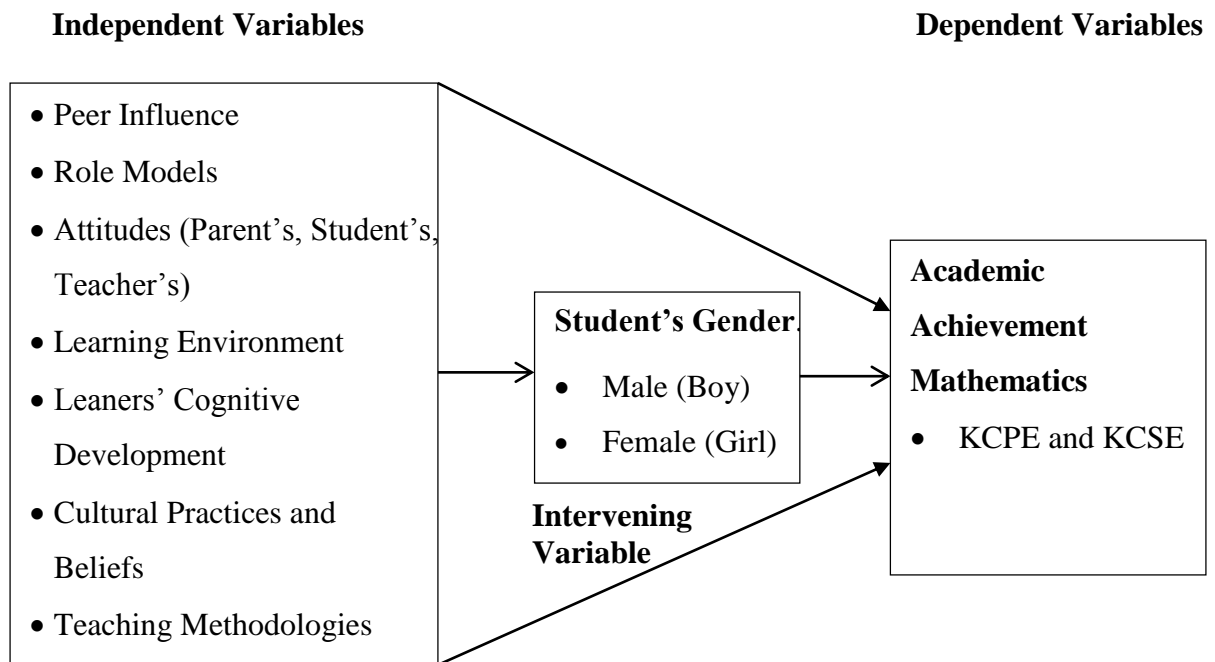 Independent Variables
Dependent Variables
• Peer Influence
• Role Models
• Attitudes (Parent’s, Student’s,
Teacher’s)
• Learning Environment
• Leaners’ Cognitive
Development
• Cultural Practices and
Beliefs
• Teaching Methodologies
Student’s Gender.
• Male (Boy)
• Female (Girl)
Intervening
Variable
Academic
Achievement
Mathematics
• KCPE and KCSE